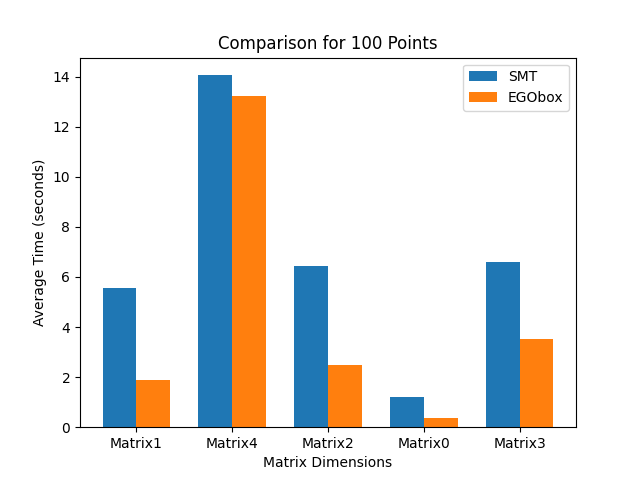 Comparison for 100 Points
SMT
EGObox
Average Time (seconds)
14
12
10
8
6
4
2
0
Matrix1 Matrix4 Matrix2 Matrix0 Matrix3
Matrix Dimensions